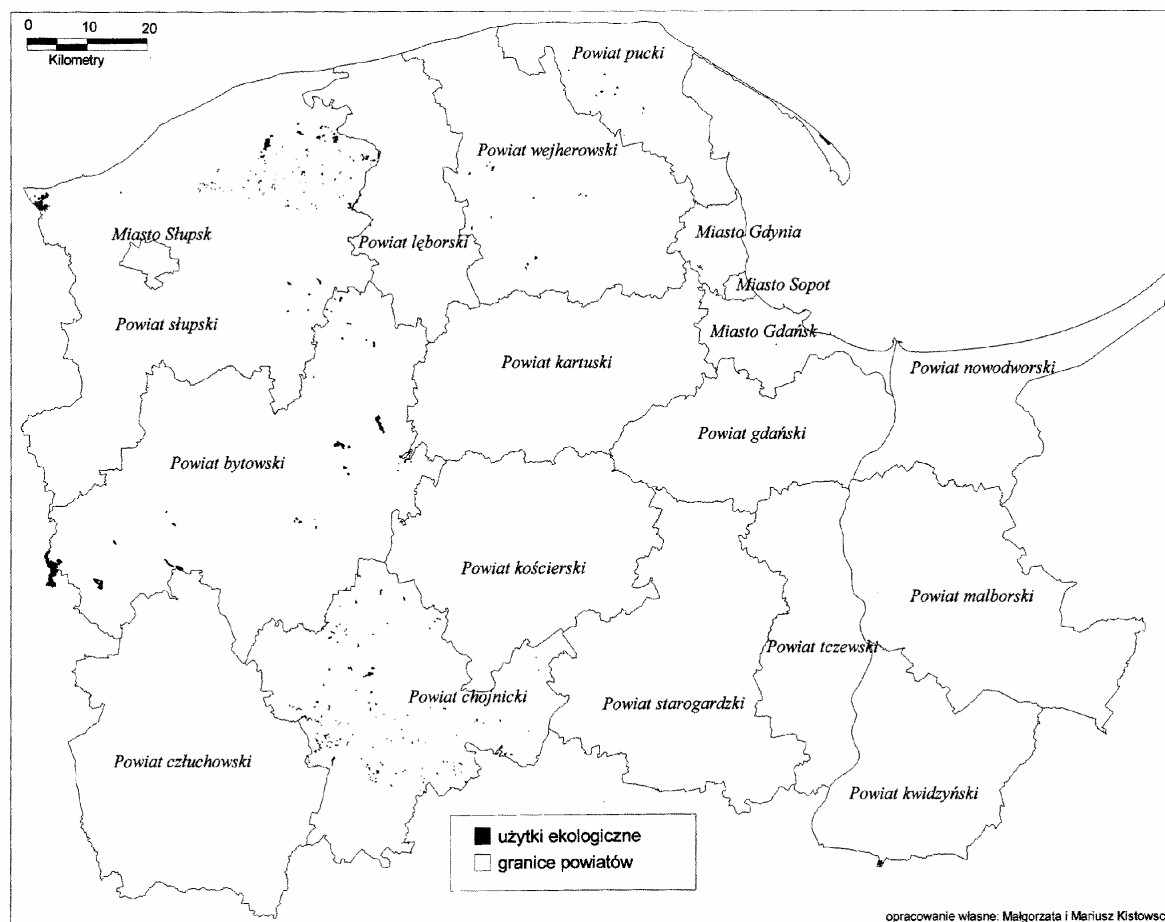 0 10 20
Kilometry
Powiat pucki
Powiat wejherowski
Miasto Słupsk
Powiat lęborski
Miasto Gdynia
Miasto Sopot
Powiat słupski
Miasto Gdańsk
Powiat kartuski
Powiat nowodworski
Powiat gdański
Powiat bytowski
Powiat kościerski
Powiat malborski
Powiat tczewski
Powiat chojnicki
Powiat starogardzki
Powiat człuchowski
Powiat kwidzyński
użytki ekologiczne
granice powiatów
opracowanie własne: Małgorzata i Mariusz Kistowsc